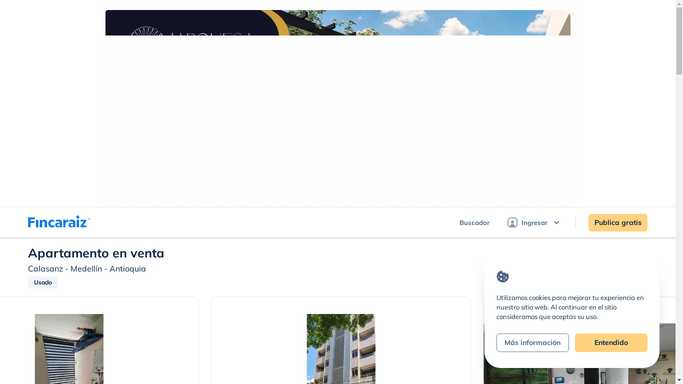 Fincaraiz
Buscador
Ingresar
Publica gratis
Apartamento en venta
Calasanz - Medellín - Antioquia
Usado
Utilizamos cookies para mejorar tu experiencia en
nuestro sitio web. Al continuar en el sitio
consideramos que aceptas su uso.
Más información
Entendido